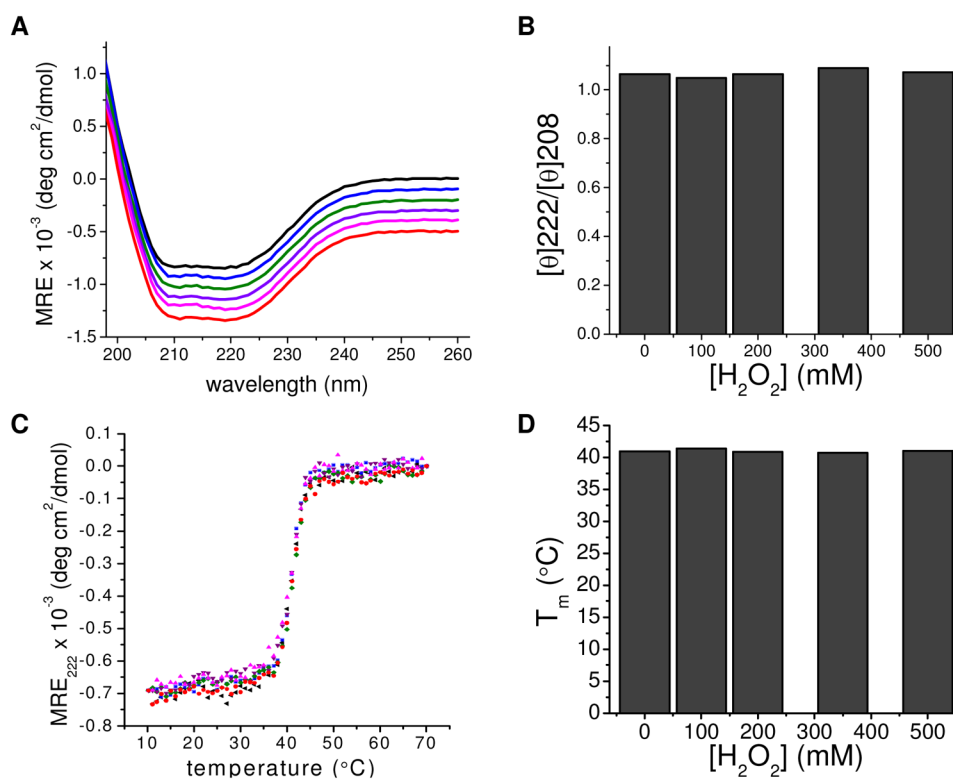 A
MRE x 10⁻³ (deg cm²/dmol)
1.0
0.5
0.0
-0.5
-1.0
-1.5
200 210 220 230 240 250 260
wavelength (nm)
B
[θ]222/[θ]208
1.0
0.8
0.6
0.4
0.2
0.0
0 100 200 300 400 500
[H₂O₂] (mM)
C
MRE₂₂₂ x 10⁻³ (deg cm²/dmol)
0.1
0.0
-0.1
-0.2
-0.3
-0.4
-0.5
-0.6
-0.7
-0.8
10 20 30 40 50 60 70
temperature (°C)
D
Tₘ (°C)
45
40
35
30
25
20
15
10
5
0
0 100 200 300 400 500
[H₂O₂] (mM)